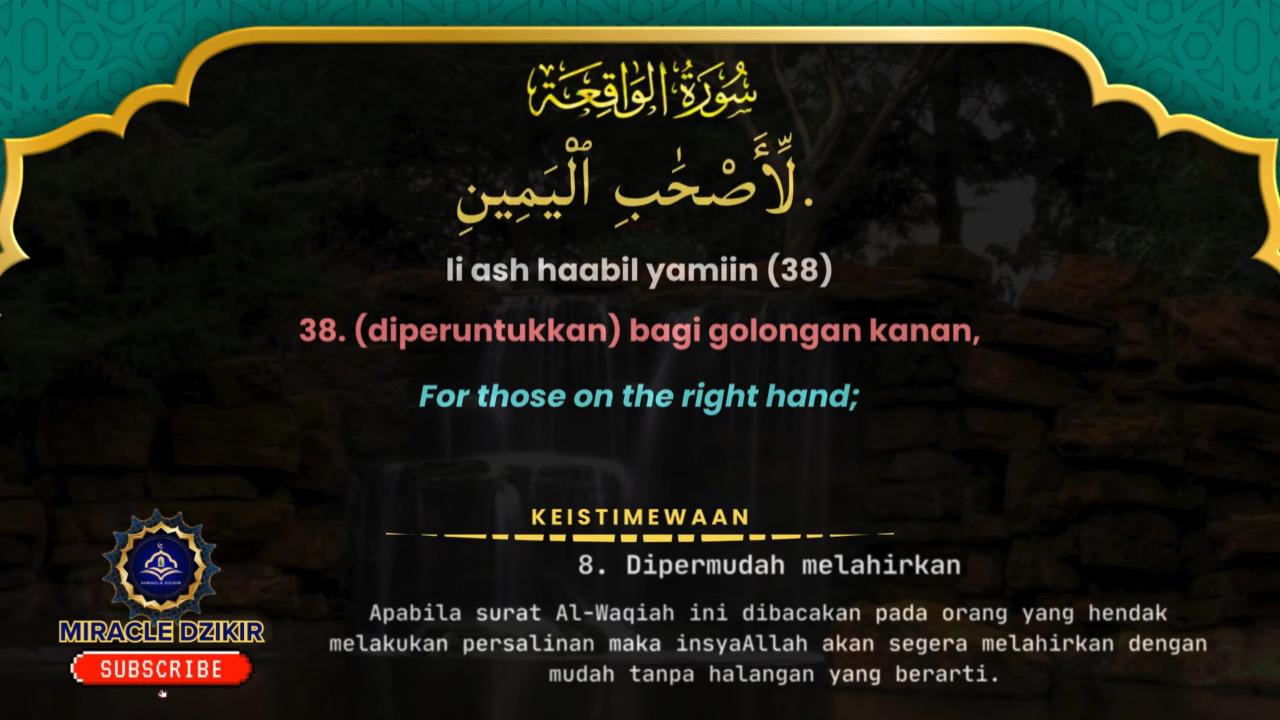 سُورَةُ الوَاقِعَة
لِّأَصْحَٰبِ ٱلْيَمِينِ.
li ash haabil yamiin (38)
38. (diperuntukkan) bagi golongan kanan,
For those on the right hand;
KEISTIMEWAAN
8. Dipermudah melahirkan
Apabila surat Al-Waqiah ini dibacakan pada orang yang hendak
melakukan persalinan maka insyaAllah akan segera melahirkan dengan
mudah tanpa halangan yang berarti.
MIRACLE DZIKIR
MIRACLE DZIKIR
SUBSCRIBE